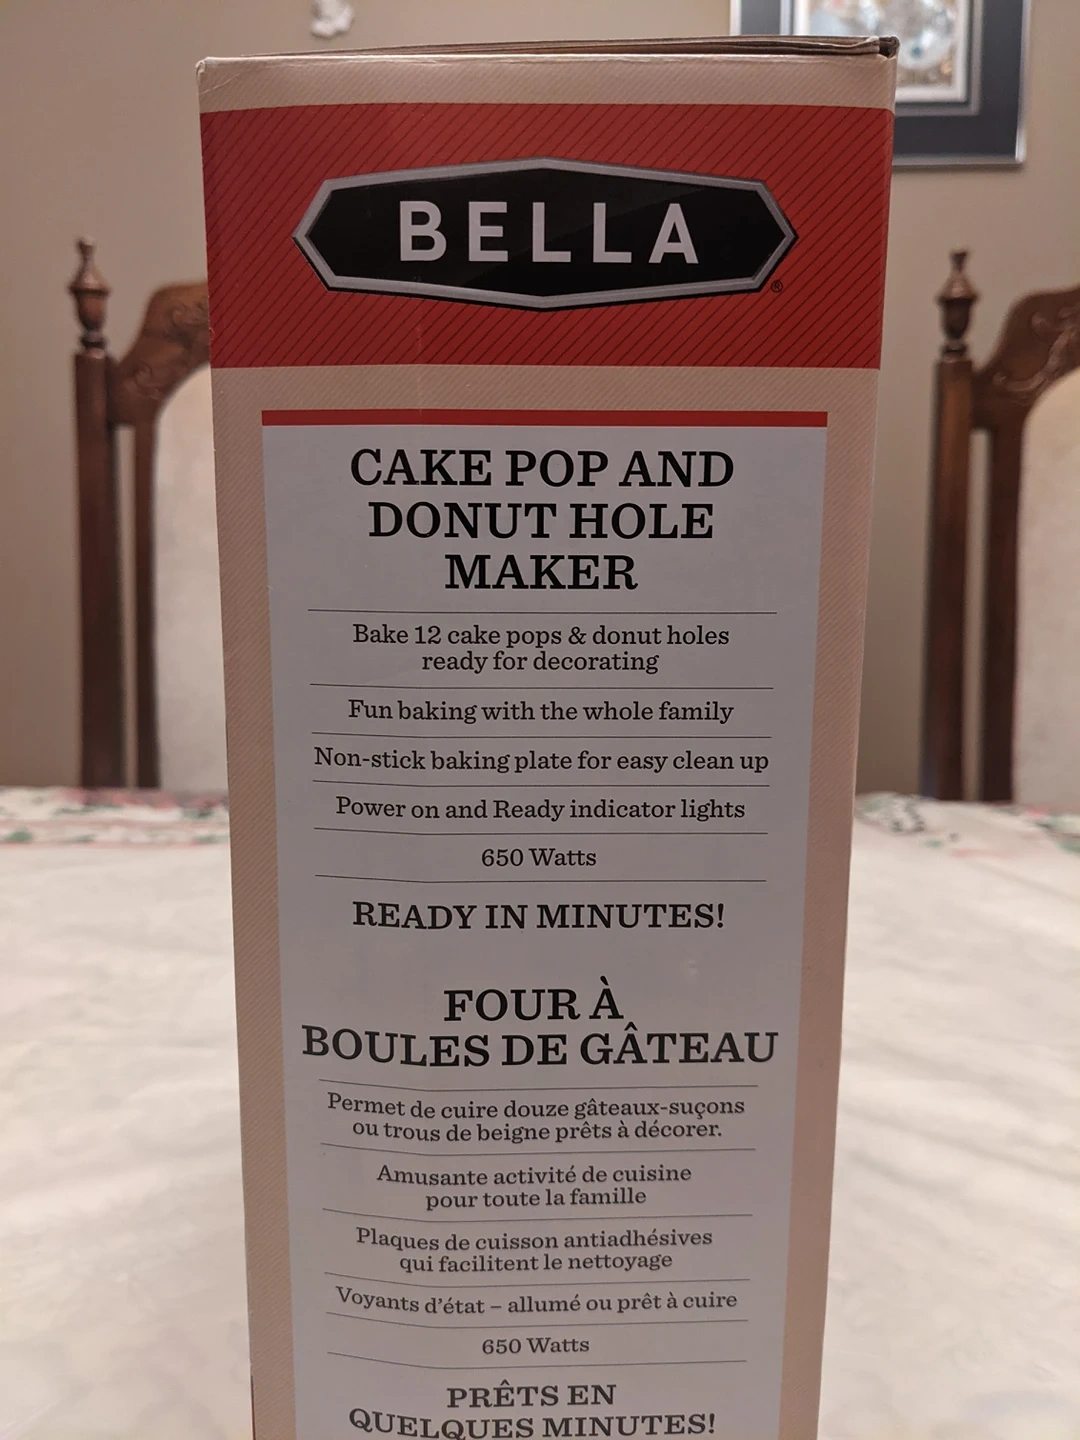 BELLA
®
CAKE POP AND
DONUT HOLE
MAKER
Bake 12 cake pops & donut holes
ready for decorating
Fun baking with the whole family
Non-stick baking plate for easy clean up
Power on and Ready indicator lights
650 Watts
READY IN MINUTES!
FOUR À
BOULES DE GÂTEAU
Permet de cuire douze gâteaux-suçons
ou trous de beigne prêts à décorer.
Amusante activité de cuisine
pour toute la famille
Plaques de cuisson antiadhésives
qui facilitent le nettoyage
Voyants d’état – allumé ou prêt à cuire
650 Watts
PRÊTS EN
QUELQUES MINUTES!